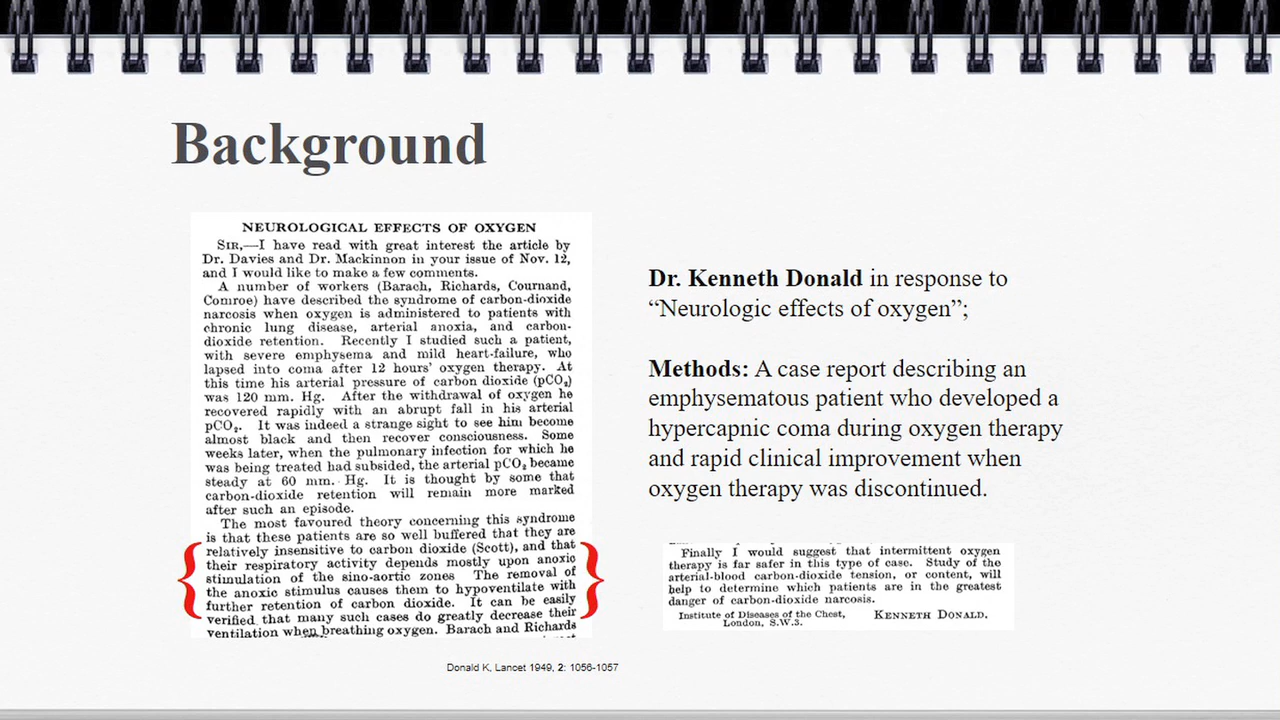 Background
NEUROLOGICAL EFFECTS OF OXYGEN
SIR,—I have read with great interest the article by
Dr. Davies and Dr. Mackinnon in your issue of Nov. 12,
and I would like to make a few comments.
A number of workers (Barach, Richards, Cournand,
Comroe) have described the syndrome of carbon-dioxide
narcosis when oxygen is administered to patients with
chronic lung disease, arterial anoxia, and carbon-
dioxide retention. Recently I studied such a patient,
with severe emphysema and mild heart-failure, who
lapsed into coma after 12 hours' oxygen therapy. At
this time his arterial pressure of carbon dioxide (pCO₂)
was 120 mm. Hg. After the withdrawal of oxygen he
recovered rapidly with an abrupt fall in his arterial
pCO₂. It was indeed a strange sight to see him become
almost black and then recover consciousness. Some
weeks later, when the pulmonary infection for which he
was being treated had subsided, the arterial pCO₂ became
steady at 60 mm. Hg. It is thought by some that
carbon-dioxide retention will remain more marked
after such an episode.
The most favoured theory concerning this syndrome
is that these patients are so well buffered that they are
relatively insensitive to carbon dioxide (Scott), and that
their respiratory activity depends mostly upon anoxic
stimulation of the sino-aortic zones The removal of
the anoxic stimulus causes them to hypoventilate with
further retention of carbon dioxide. It can be easily
verified that many such cases do greatly decrease their
ventilation when breathing oxygen. Barach and Richards
Dr. Kenneth Donald in response to
“Neurologic effects of oxygen”;
Methods: A case report describing an
emphysematous patient who developed a
hypercapnic coma during oxygen therapy
and rapid clinical improvement when
oxygen therapy was discontinued.
Finally I would suggest that intermittent oxygen
therapy is far safer in this type of case. Study of the
arterial-blood carbon-dioxide tension, or content, will
help to determine which patients are in the greatest
danger of carbon-dioxide narcosis.
Institute of Diseases of the Chest, KENNETH DONALD.
London, S.W.3.
Donald K, Lancet 1949, 2: 1056-1057